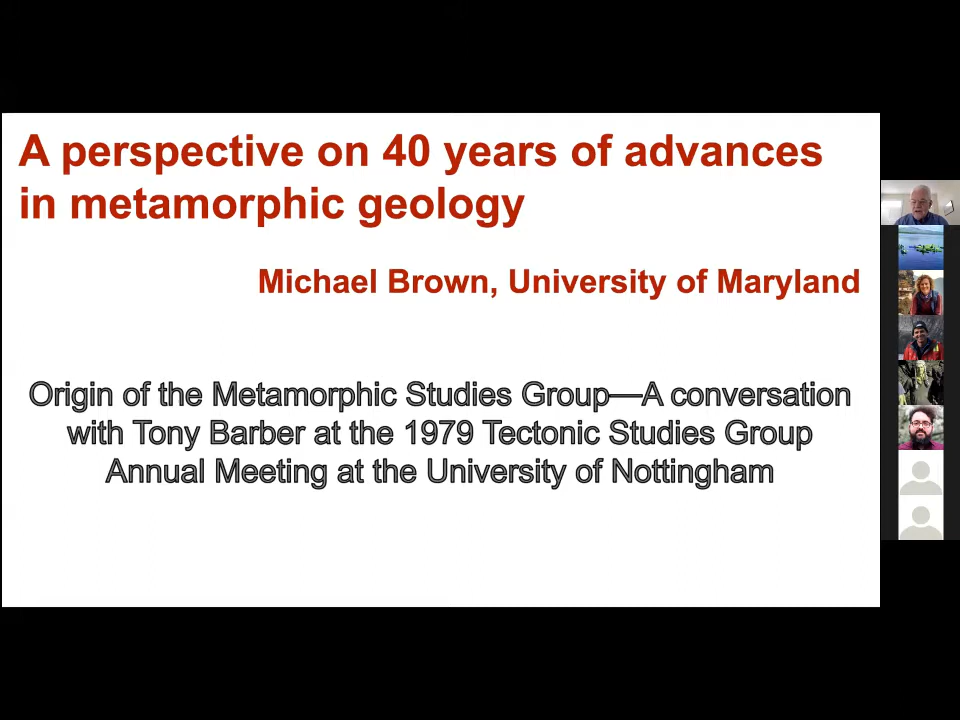 A perspective on 40 years of advances
in metamorphic geology
Michael Brown, University of Maryland
Origin of the Metamorphic Studies Group—A conversation
with Tony Barber at the 1979 Tectonic Studies Group
Annual Meeting at the University of Nottingham